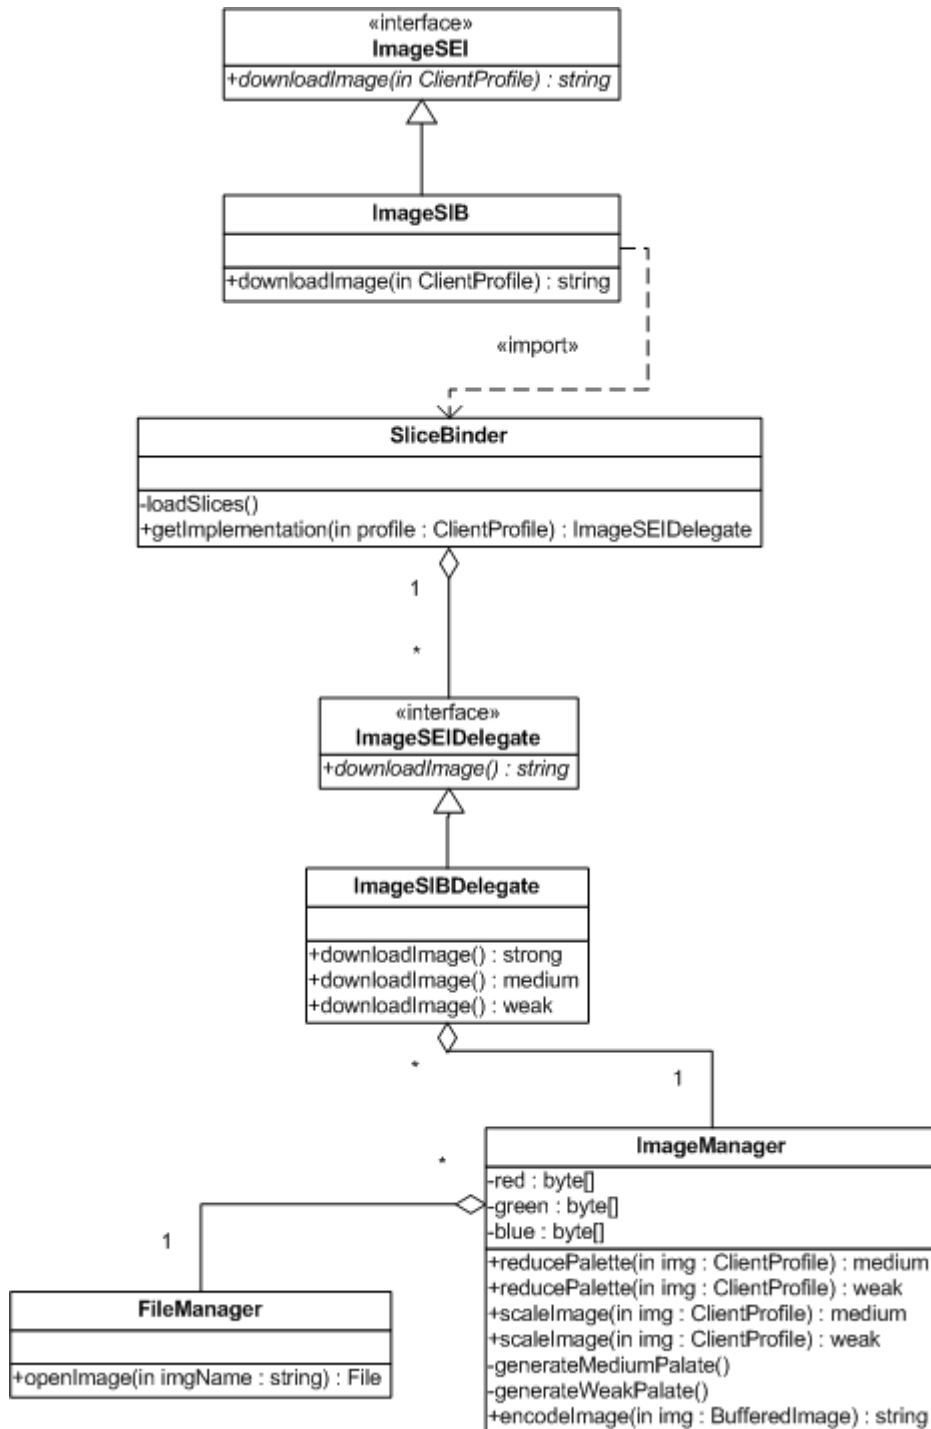 «interface»
ImageSEI
+downloadImage(in ClientProfile) : string
ImageSIB
+downloadImage(in ClientProfile) : string
«import»
SliceBinder
-loadSlices()
+getImplementation(in profile : ClientProfile) : ImageSEIDelegate
1
*
«interface»
ImageSEIDelegate
+downloadImage() : string
ImageSIBDelegate
+downloadImage() : strong
+downloadImage() : medium
+downloadImage() : weak
*
1
ImageManager
-red : byte[]
-green : byte[]
-blue : byte[]
+reducePalette(in img : ClientProfile) : medium
+reducePalette(in img : ClientProfile) : weak
+scaleImage(in img : ClientProfile) : medium
+scaleImage(in img : ClientProfile) : weak
-generateMediumPalate()
-generateWeakPalate()
+encodeImage(in img : BufferedImage) : string
*
1
FileManager
+openImage(in imgName : string) : File